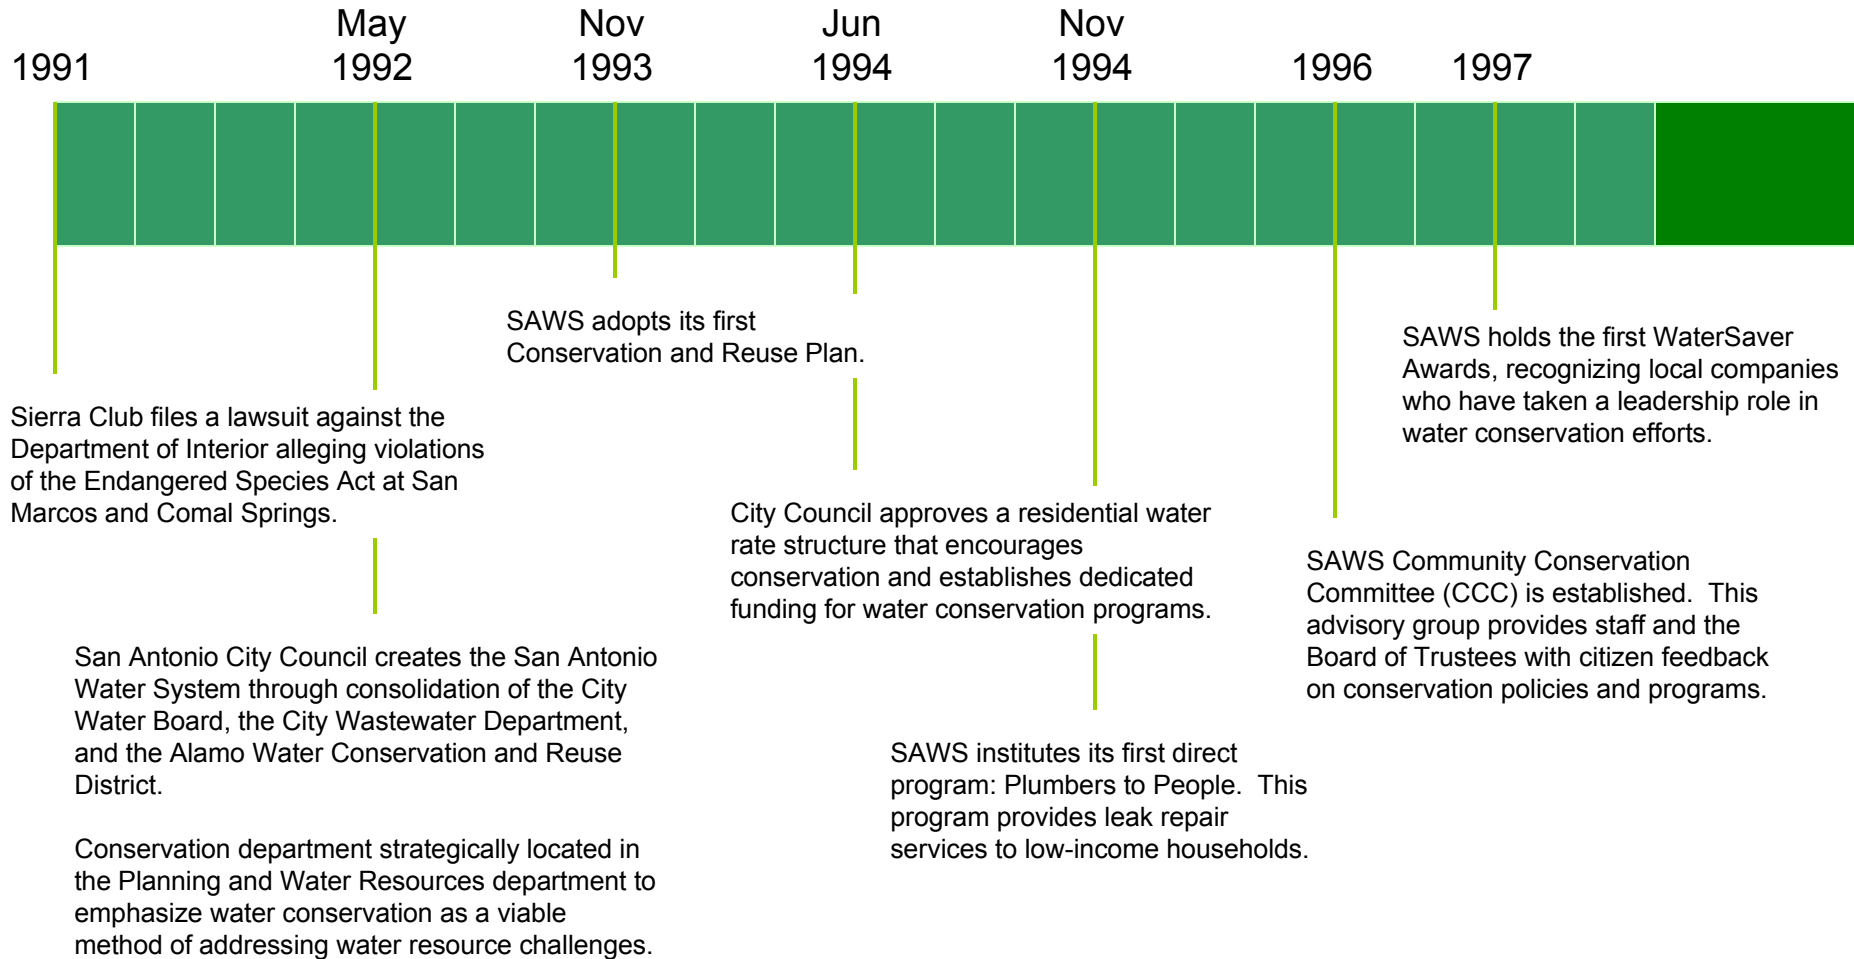 May
Nov
Jun
Nov
1991
1992
1993
1994
1994
1996
1997
SAWS adopts its first
Conservation and Reuse Plan.
SAWS holds the first WaterSaver
Awards, recognizing local companies
who have taken a leadership role in
water conservation efforts.
Sierra Club files a lawsuit against the
Department of Interior alleging violations
of the Endangered Species Act at San
Marcos and Comal Springs.
City Council approves a residential water
rate structure that encourages
conservation and establishes dedicated
funding for water conservation programs.
SAWS Community Conservation
Committee (CCC) is established.  This
advisory group provides staff and the
Board of Trustees with citizen feedback
on conservation policies and programs.
San Antonio City Council creates the San Antonio
Water System through consolidation of the City
Water Board, the City Wastewater Department,
and the Alamo Water Conservation and Reuse
District.
SAWS institutes its first direct
program: Plumbers to People.  This
program provides leak repair
services to low-income households.
Conservation department strategically located in
the Planning and Water Resources department to
emphasize water conservation as a viable
method of addressing water resource challenges.